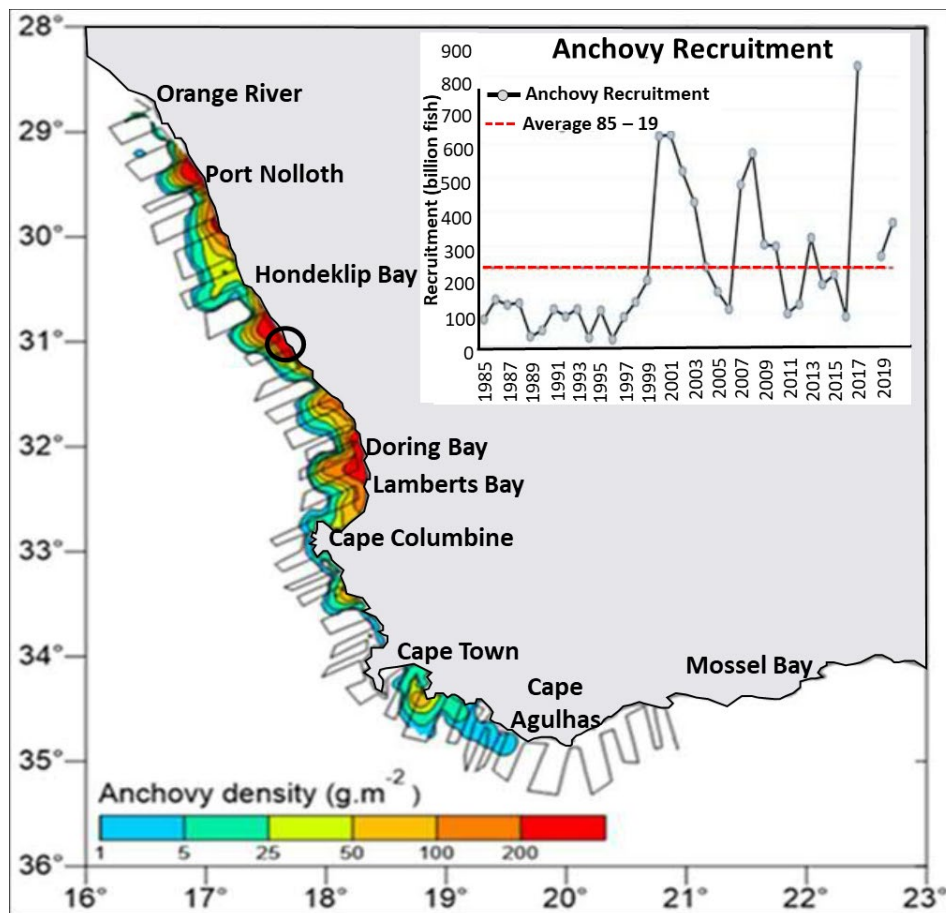 28°
29°
30°
31°
32°
33°
34°
35°
36°
16°
17°
18°
19°
20°
21°
22°
23°
Orange River
Port Nolloth
Hondeklip Bay
Doring Bay
Lamberts Bay
Cape Columbine
Cape Town
Cape
Agulhas
Mossel Bay
Anchovy density (g.m⁻²)
1 5 25 50 100 200
Anchovy Recruitment
Anchovy Recruitment
Average 85 – 19
Recruitment (billion fish)
900
800
700
600
500
400
300
200
100
0
1985
1987
1989
1991
1993
1995
1997
1999
2001
2003
2005
2007
2009
2011
2013
2015
2017
2019